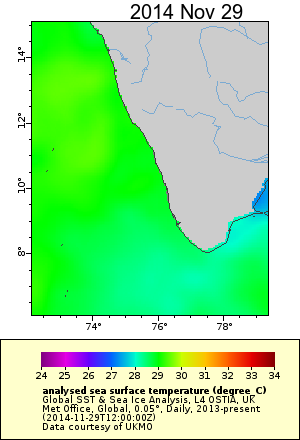 2014 Nov 29
14°
12°
10°
8°
74° 76° 78°
24 25 26 27 28 29 30 31 32 33 34
analysed sea surface temperature (degree_C)
Global SST & Sea Ice Analysis, L4 OSTIA, UK
Met Office, Global, 0.05°, Daily, 2013-present
(2014-11-29T12:00:00Z)
Data courtesy of UKMO